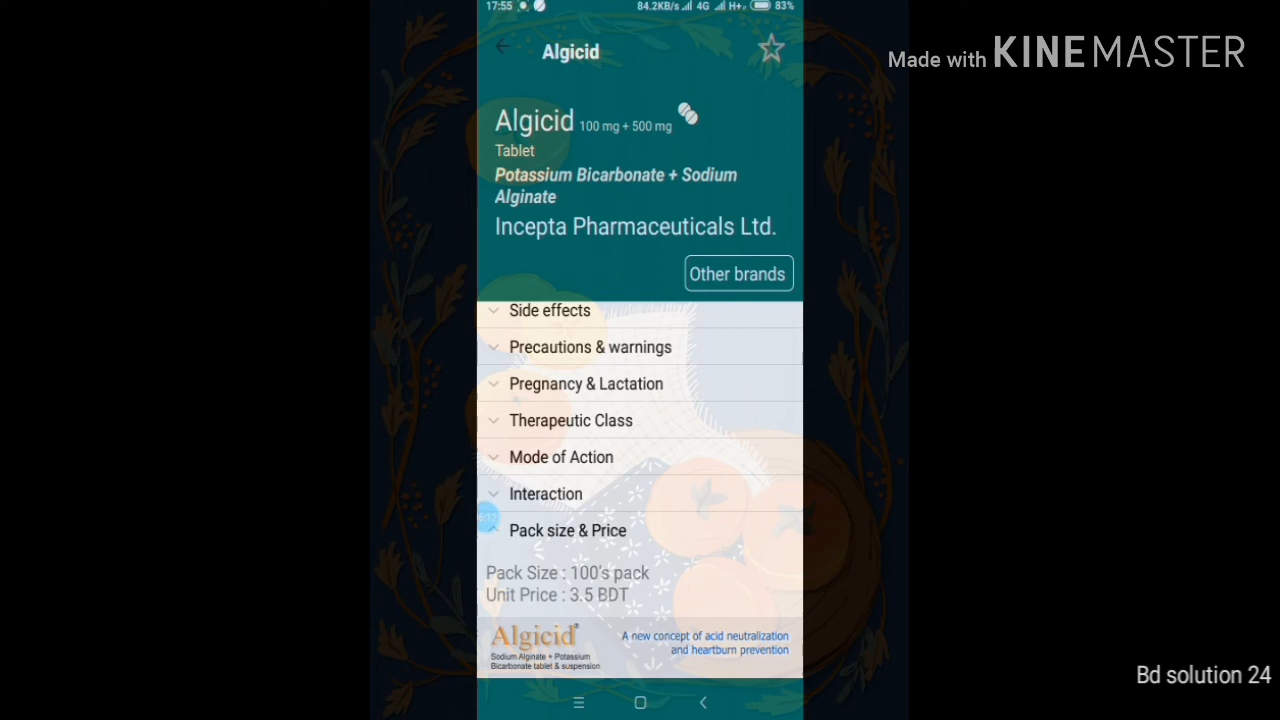 17:55 84.2KB/s 4G H+ 83%
Made with KINEMASTER
Algicid
Algicid 100 mg + 500 mg
Tablet
Potassium Bicarbonate + Sodium
Alginate
Incepta Pharmaceuticals Ltd.
Other brands
Side effects
Precautions & warnings
Pregnancy & Lactation
Therapeutic Class
Mode of Action
Interaction
Pack size & Price
Pack Size : 100's pack
Unit Price : 3.5 BDT
Algicid®
A new concept of acid neutralization
and heartburn prevention
Sodium Alginate + Potassium
Bicarbonate tablet & suspension
Bd solution 24